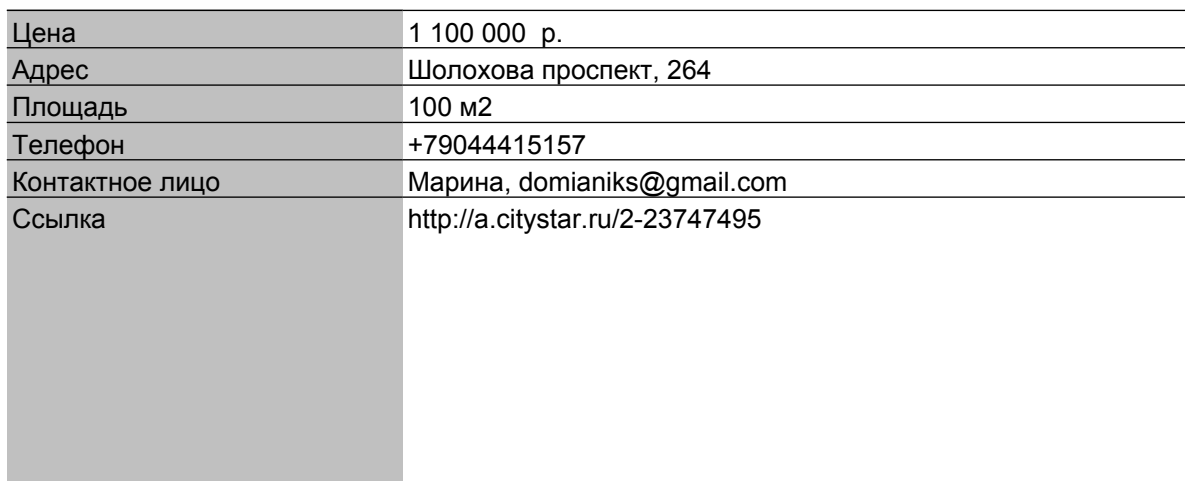 Цена 1 100 000 р.
Адрес Шолохова проспект, 264
Площадь 100 м2
Телефон +79044415157
Контактное лицо Марина, domianiks@gmail.com
Ссылка http://a.citystar.ru/2-23747495